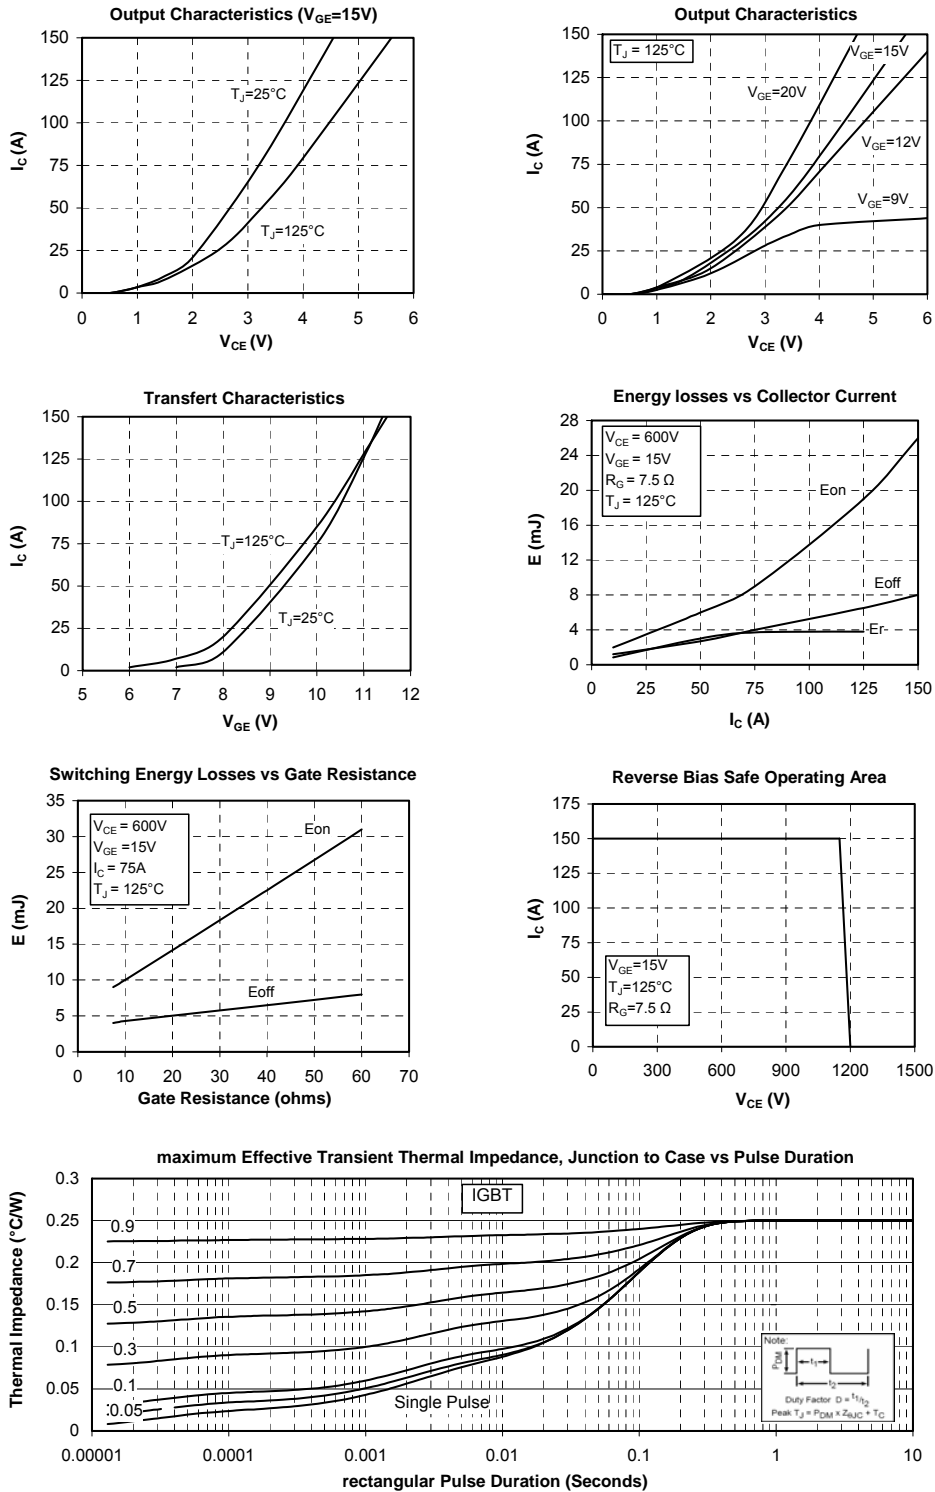 Output Characteristics (VGE=15V)
150
125
100
75
50
25
0
0 1 2 3 4 5 6
IC (A)
VCE (V)
TJ=25°C
TJ=125°C
Output Characteristics
150
125
100
75
50
25
0
0 1 2 3 4 5 6
IC (A)
VCE (V)
TJ = 125°C
VGE=15V
VGE=20V
VGE=12V
VGE=9V
Transfert Characteristics
150
125
100
75
50
25
0
5 6 7 8 9 10 11 12
IC (A)
VGE (V)
TJ=125°C
TJ=25°C
Energy losses vs Collector Current
28
24
20
16
12
8
4
0
0 25 50 75 100 125 150
E (mJ)
IC (A)
VCE = 600V
VGE = 15V
RG = 7.5 Ω
TJ = 125°C
Eon
Eoff
Er
Switching Energy Losses vs Gate Resistance
35
30
25
20
15
10
5
0
0 10 20 30 40 50 60 70
E (mJ)
Gate Resistance (ohms)
VCE = 600V
VGE =15V
IC = 75A
TJ = 125°C
Eon
Eoff
Reverse Bias Safe Operating Area
175
150
125
100
75
50
25
0
0 300 600 900 1200 1500
IC (A)
VCE (V)
VGE=15V
TJ=125°C
RG=7.5 Ω
maximum Effective Transient Thermal Impedance, Junction to Case vs Pulse Duration
0.3
0.25
0.2
0.15
0.1
0.05
0
0.00001 0.0001 0.001 0.01 0.1 1 10
Thermal Impedance (°C/W)
rectangular Pulse Duration (Seconds)
IGBT
0.9
0.7
0.5
0.3
0.1
0.05
Single Pulse
Note:
PDM
t1
t2
Duty Factor D = t1/t2
Peak TJ = PDM x ZθJC + TC